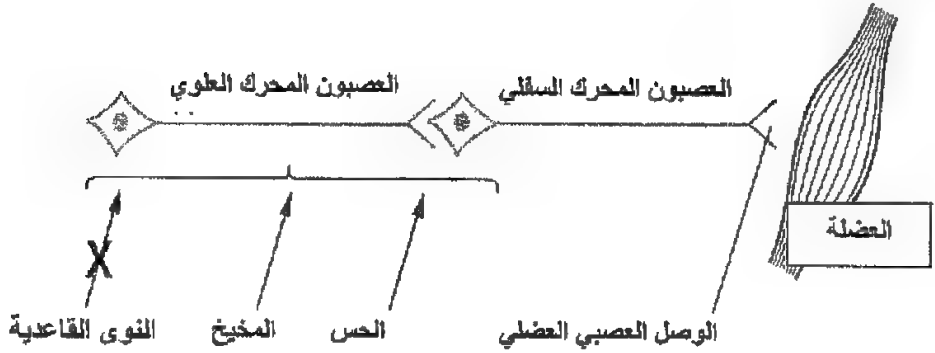 العصبون المحرك العلوي
العصبون المحرك السفلي
العضلة
X
النوى القاعدية
المخيخ
الحس
الوصل العصبي العضلي